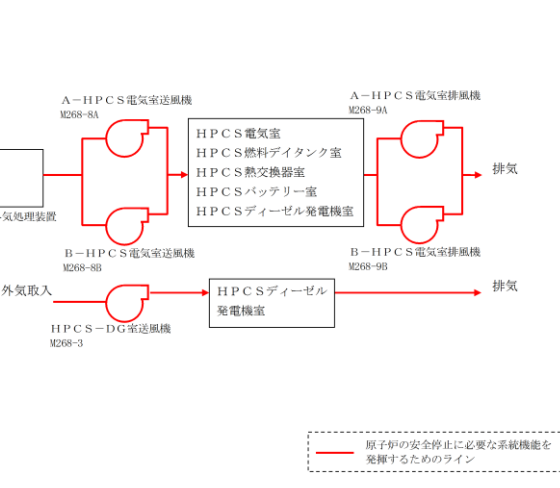 A－ＨＰＣＳ電気室送風機
M268-8A
A－ＨＰＣＳ電気室排風機
M268-9A
ＨＰＣＳ電気室
ＨＰＣＳ燃料デイタンク室
ＨＰＣＳ熱交換器室
ＨＰＣＳバッテリー室
ＨＰＣＳディーゼル発電機室
排気
気処理装置
B－ＨＰＣＳ電気室送風機
M268-8B
B－ＨＰＣＳ電気室排風機
M268-9B
外気取入
ＨＰＣＳディーゼル
発電機室
排気
ＨＰＣＳ－ＤＧ室送風機
M268-3
原子炉の安全停止に必要な系統機能を
発揮するためのライン